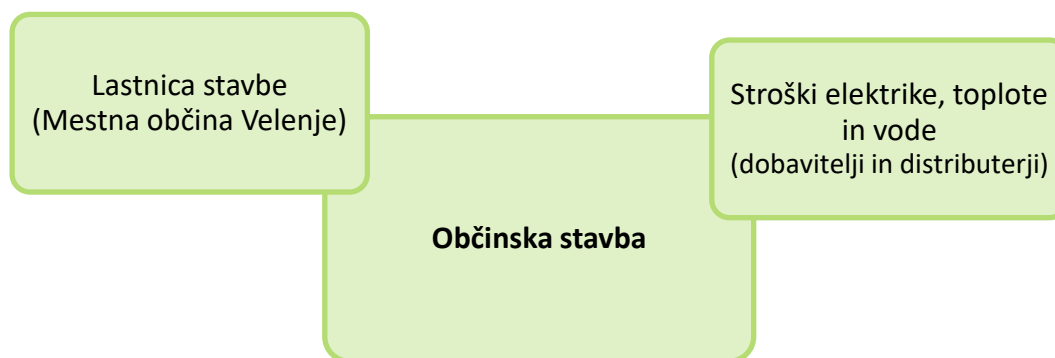 Lastnica stavbe
(Mestna občina Velenje)
Stroški elektrike, toplote
in vode
(dobavitelji in distributerji)
Občinska stavba